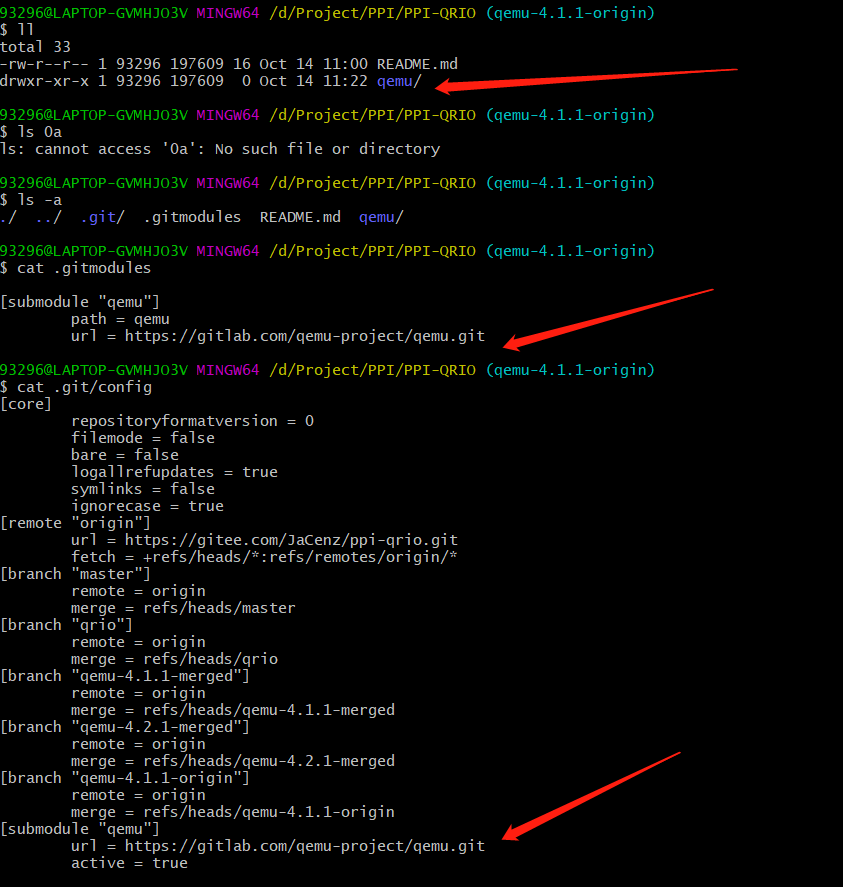 93296@LAPTOP-GVMHJO3V MINGW64 /d/Project/PPI/PPI-QRIO (qemu-4.1.1-origin)
$ ll
total 33
-rw-r--r-- 1 93296 197609 16 Oct 14 11:00 README.md
drwxr-xr-x 1 93296 197609  0 Oct 14 11:22 qemu/
93296@LAPTOP-GVMHJO3V MINGW64 /d/Project/PPI/PPI-QRIO (qemu-4.1.1-origin)
$ ls 0a
ls: cannot access '0a': No such file or directory
93296@LAPTOP-GVMHJO3V MINGW64 /d/Project/PPI/PPI-QRIO (qemu-4.1.1-origin)
$ ls -a
./  ../  .git/  .gitmodules  README.md  qemu/
93296@LAPTOP-GVMHJO3V MINGW64 /d/Project/PPI/PPI-QRIO (qemu-4.1.1-origin)
$ cat .gitmodules
[submodule "qemu"]
        path = qemu
        url = https://gitlab.com/qemu-project/qemu.git
93296@LAPTOP-GVMHJO3V MINGW64 /d/Project/PPI/PPI-QRIO (qemu-4.1.1-origin)
$ cat .git/config
[core]
        repositoryformatversion = 0
        filemode = false
        bare = false
        logallrefupdates = true
        symlinks = false
        ignorecase = true
[remote "origin"]
        url = https://gitee.com/JaCenz/ppi-qrio.git
        fetch = +refs/heads/*:refs/remotes/origin/*
[branch "master"]
        remote = origin
        merge = refs/heads/master
[branch "qrio"]
        remote = origin
        merge = refs/heads/qrio
[branch "qemu-4.1.1-merged"]
        remote = origin
        merge = refs/heads/qemu-4.1.1-merged
[branch "qemu-4.2.1-merged"]
        remote = origin
        merge = refs/heads/qemu-4.2.1-merged
[branch "qemu-4.1.1-origin"]
        remote = origin
        merge = refs/heads/qemu-4.1.1-origin
[submodule "qemu"]
        url = https://gitlab.com/qemu-project/qemu.git
        active = true